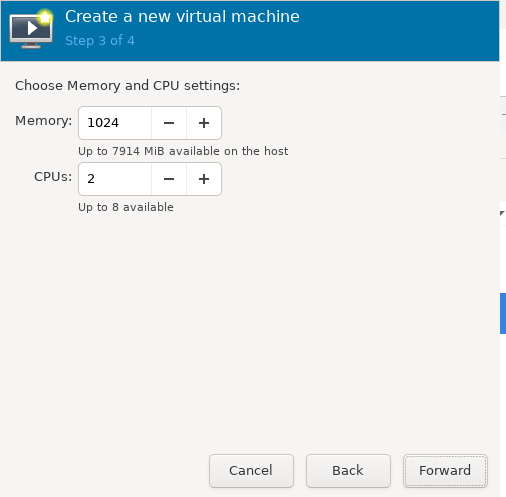 Create a new virtual machine
Step 3 of 4
Choose Memory and CPU settings:
Memory: 1024 − +
Up to 7914 MiB available on the host
CPUs: 2 − +
Up to 8 available
Cancel Back Forward